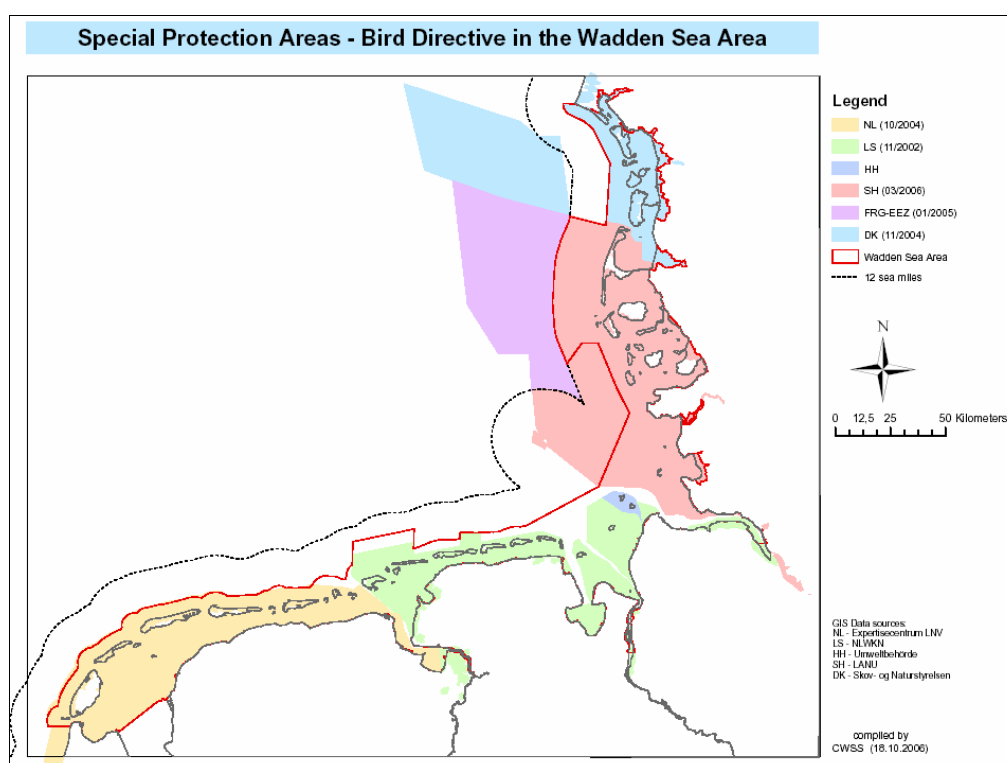 Special Protection Areas - Bird Directive in the Wadden Sea Area
Legend
NL (10/2004)
LS (11/2002)
HH
SH (03/2006)
FRG-EEZ (01/2005)
DK (11/2004)
Wadden Sea Area
12 sea miles
N
0 12,5 25 50 Kilometers
GIS Data sources:
NL - Expertisecentrum LNV
LS - NLWKN
HH - Umweltbehörde
SH - LANU
DK - Skov- og Naturstyrelsen
compiled by
CWSS (18.10.2006)